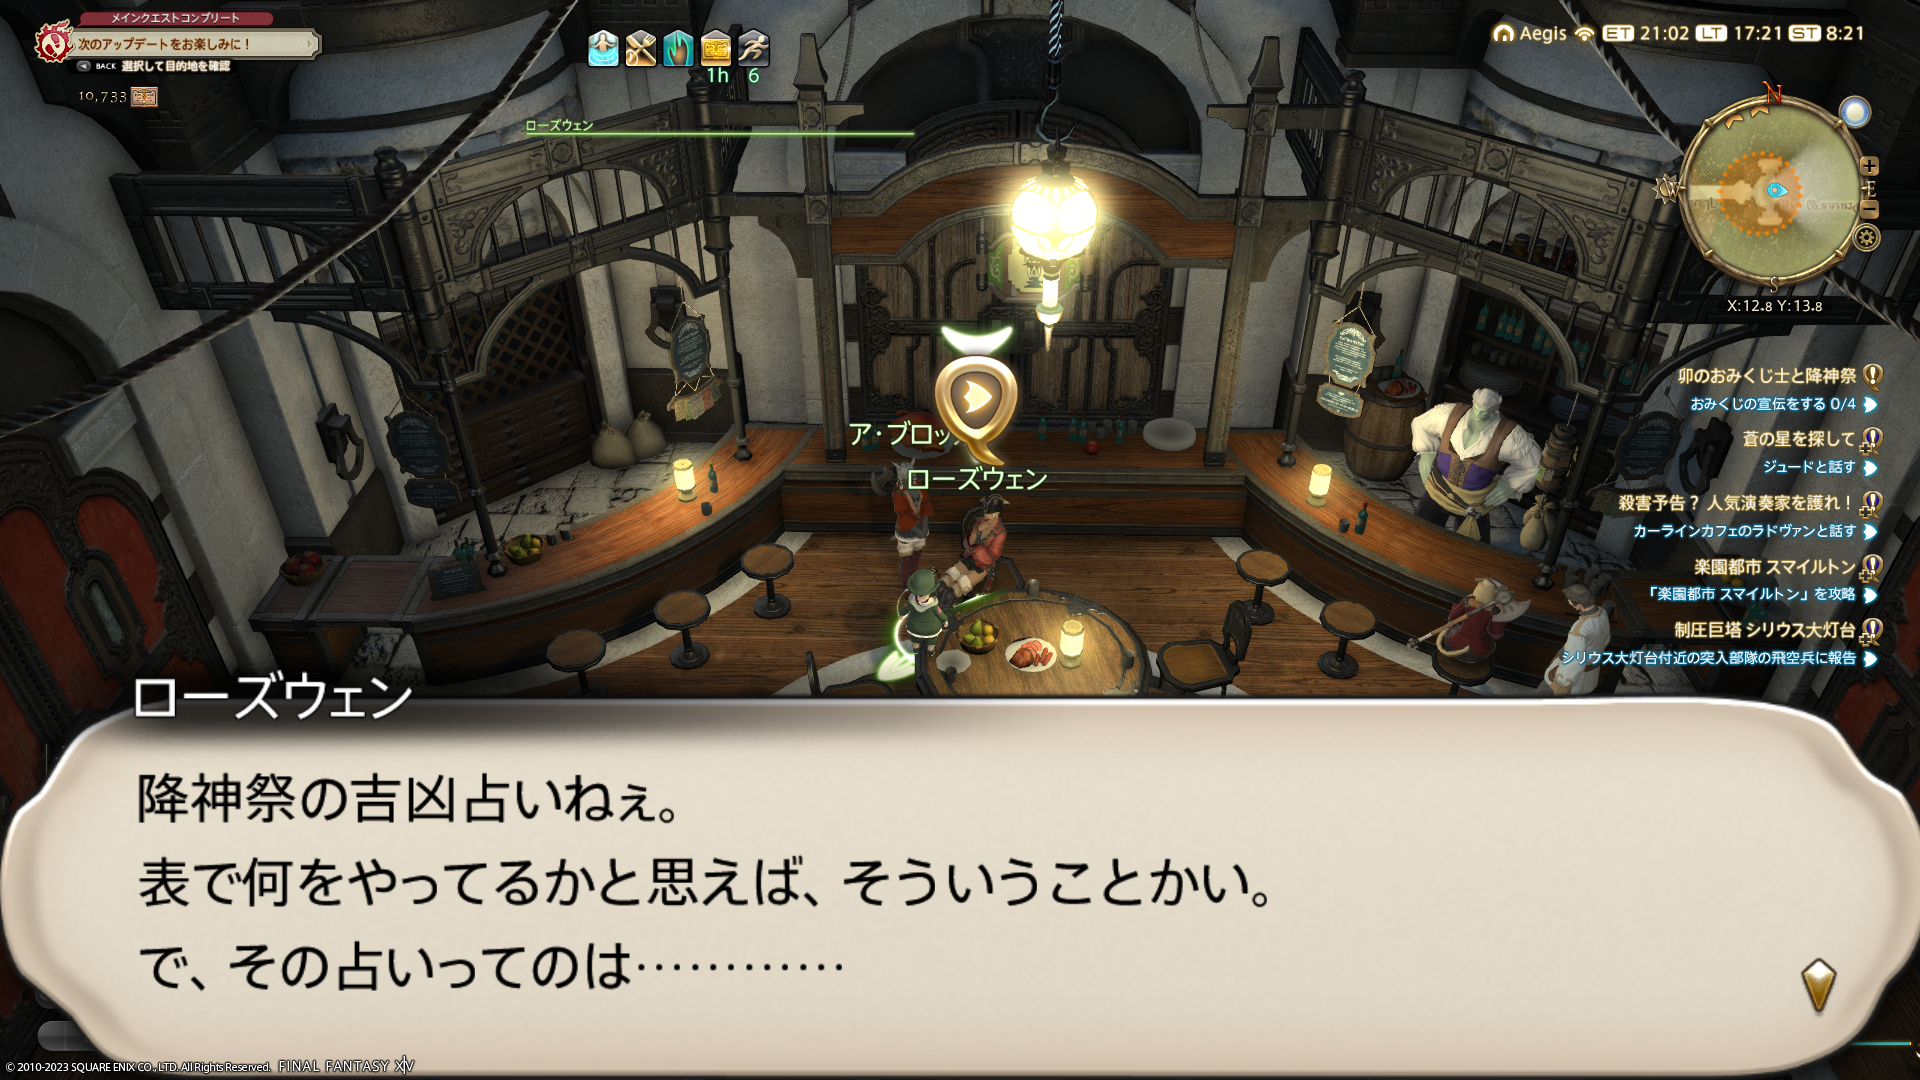 メインクエストコンプリート
次のアップデートをお楽しみに！
BACK 選択して目的地を確認
10,733
1h
6
Aegis ET 21:02 LT 17:21 ST 8:21
N
E
W
S
X:12.8 Y:13.8
ローズウェン
卯のおみくじ士と降神祭
おみくじの宣伝をする 0/4
蒼の星を探して
ジュードと話す
殺害予告？ 人気演奏家を護れ！
カーラインカフェのラドヴァンと話す
楽園都市 スマイルトン
「楽園都市 スマイルトン」を攻略
制圧巨塔 シリウス大灯台
シリウス大灯台付近の突入部隊の飛空兵に報告
ア・ブロッ
ローズウェン
ローズウェン
降神祭の吉凶占いねぇ。
表で何をやってるかと思えば、そういうことかい。
で、その占いってのは…………
© 2010-2023 SQUARE ENIX CO., LTD. All Rights Reserved. FINAL FANTASY XIV